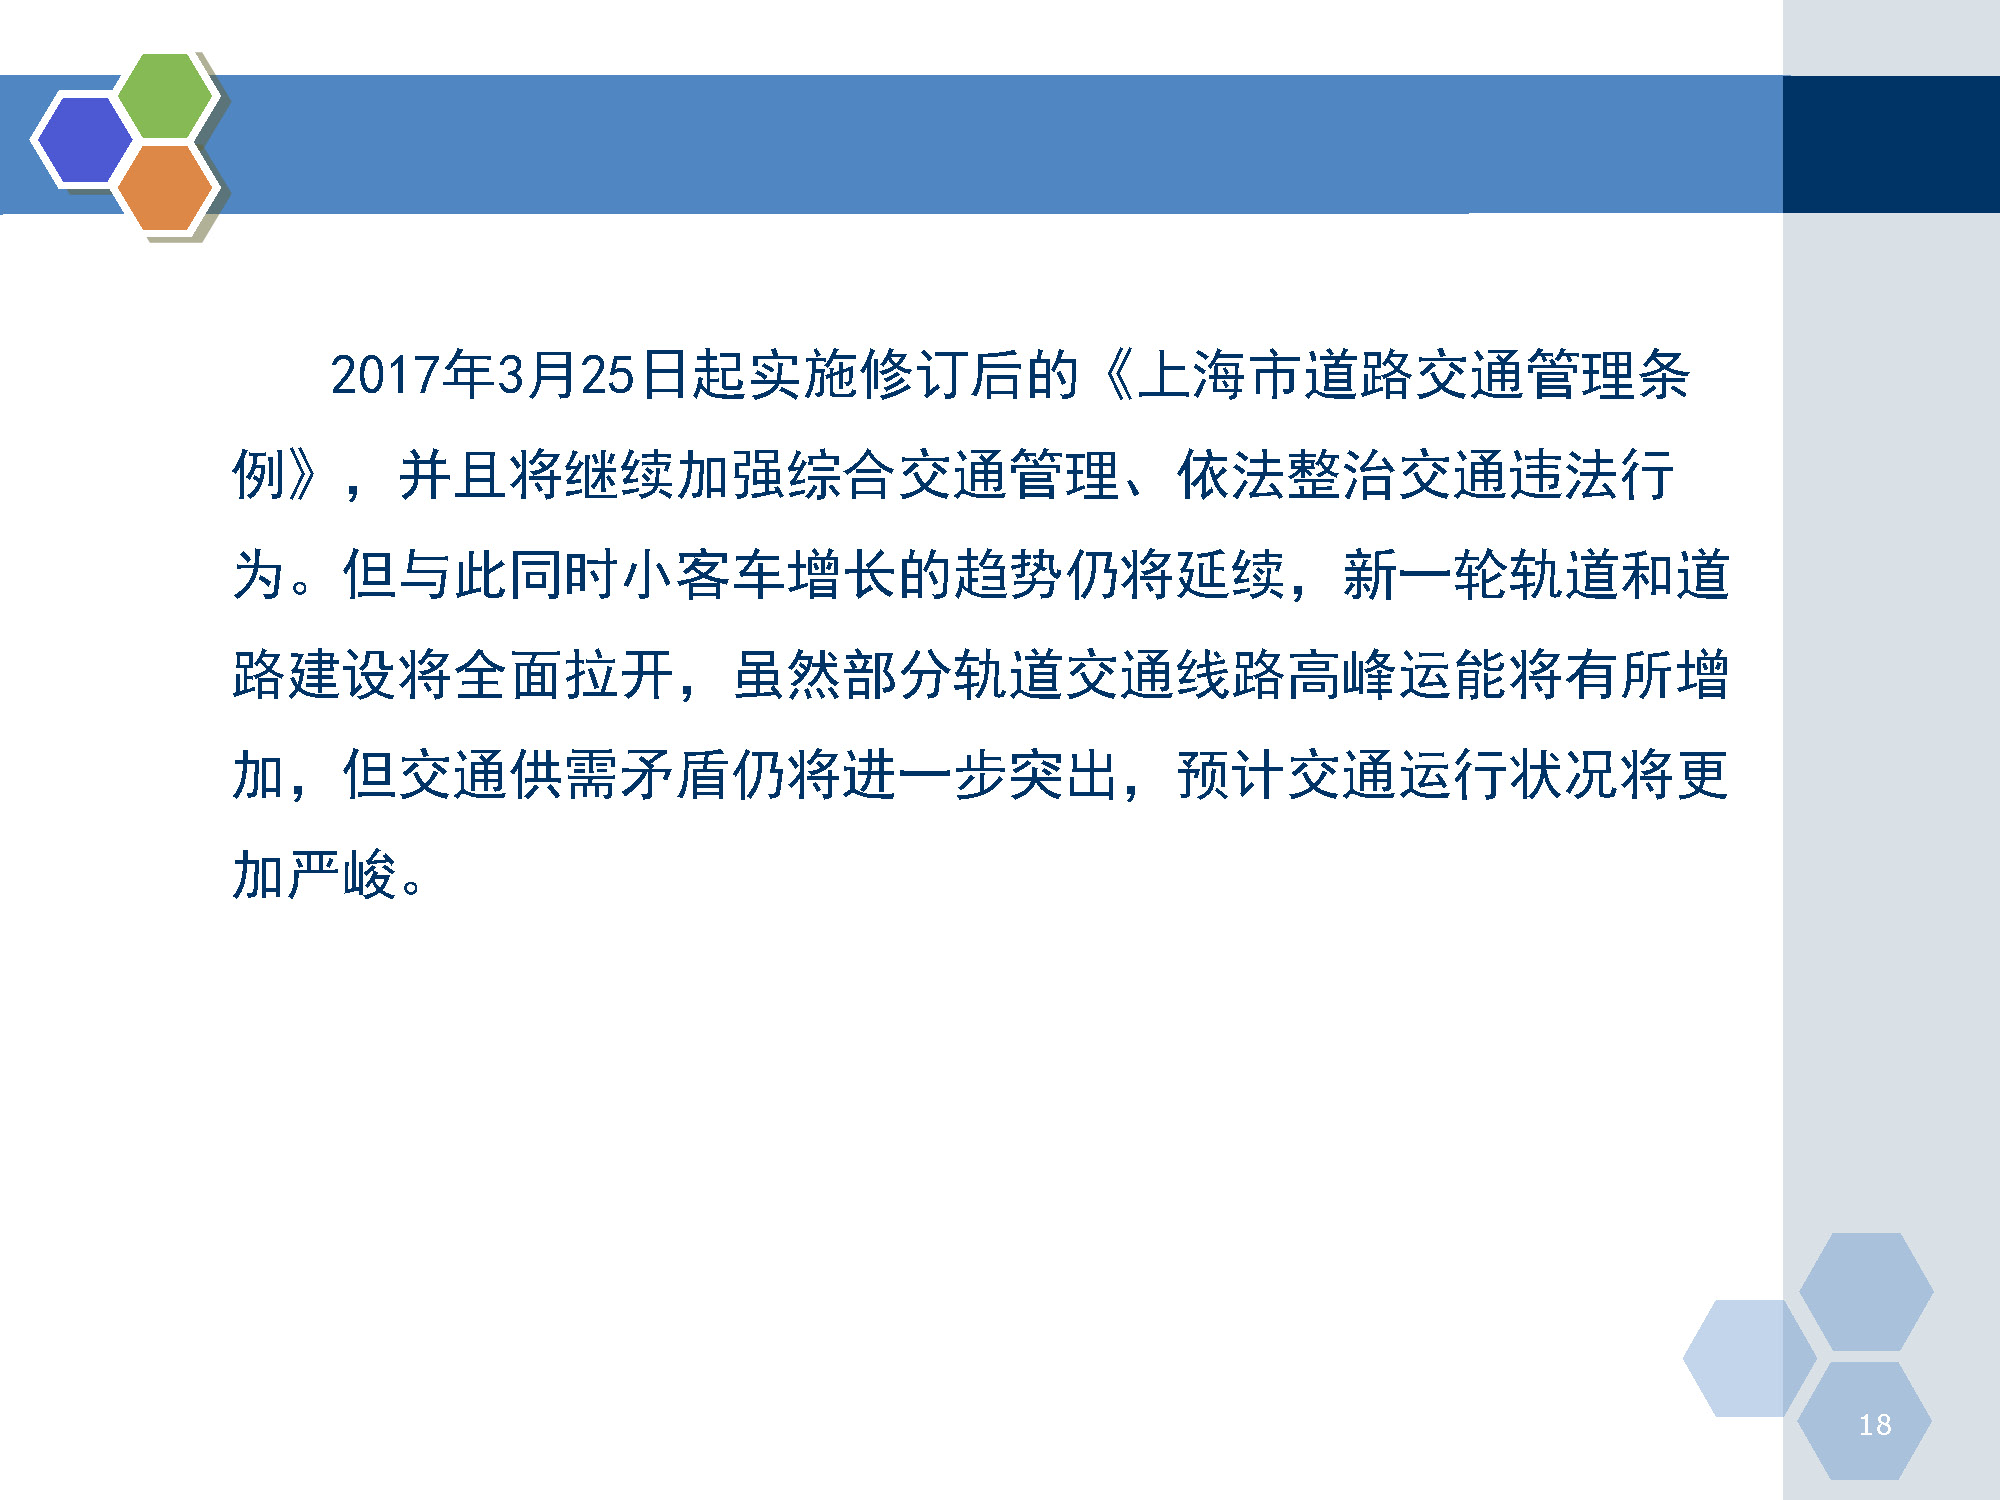 2017年3月25日起实施修订后的《上海市道路交通管理条
例》，并且将继续加强综合交通管理、依法整治交通违法行
为。但与此同时小客车增长的趋势仍将延续，新一轮轨道和道
路建设将全面拉开，虽然部分轨道交通线路高峰运能将有所增
加，但交通供需矛盾仍将进一步突出，预计交通运行状况将更
加严峻。
18